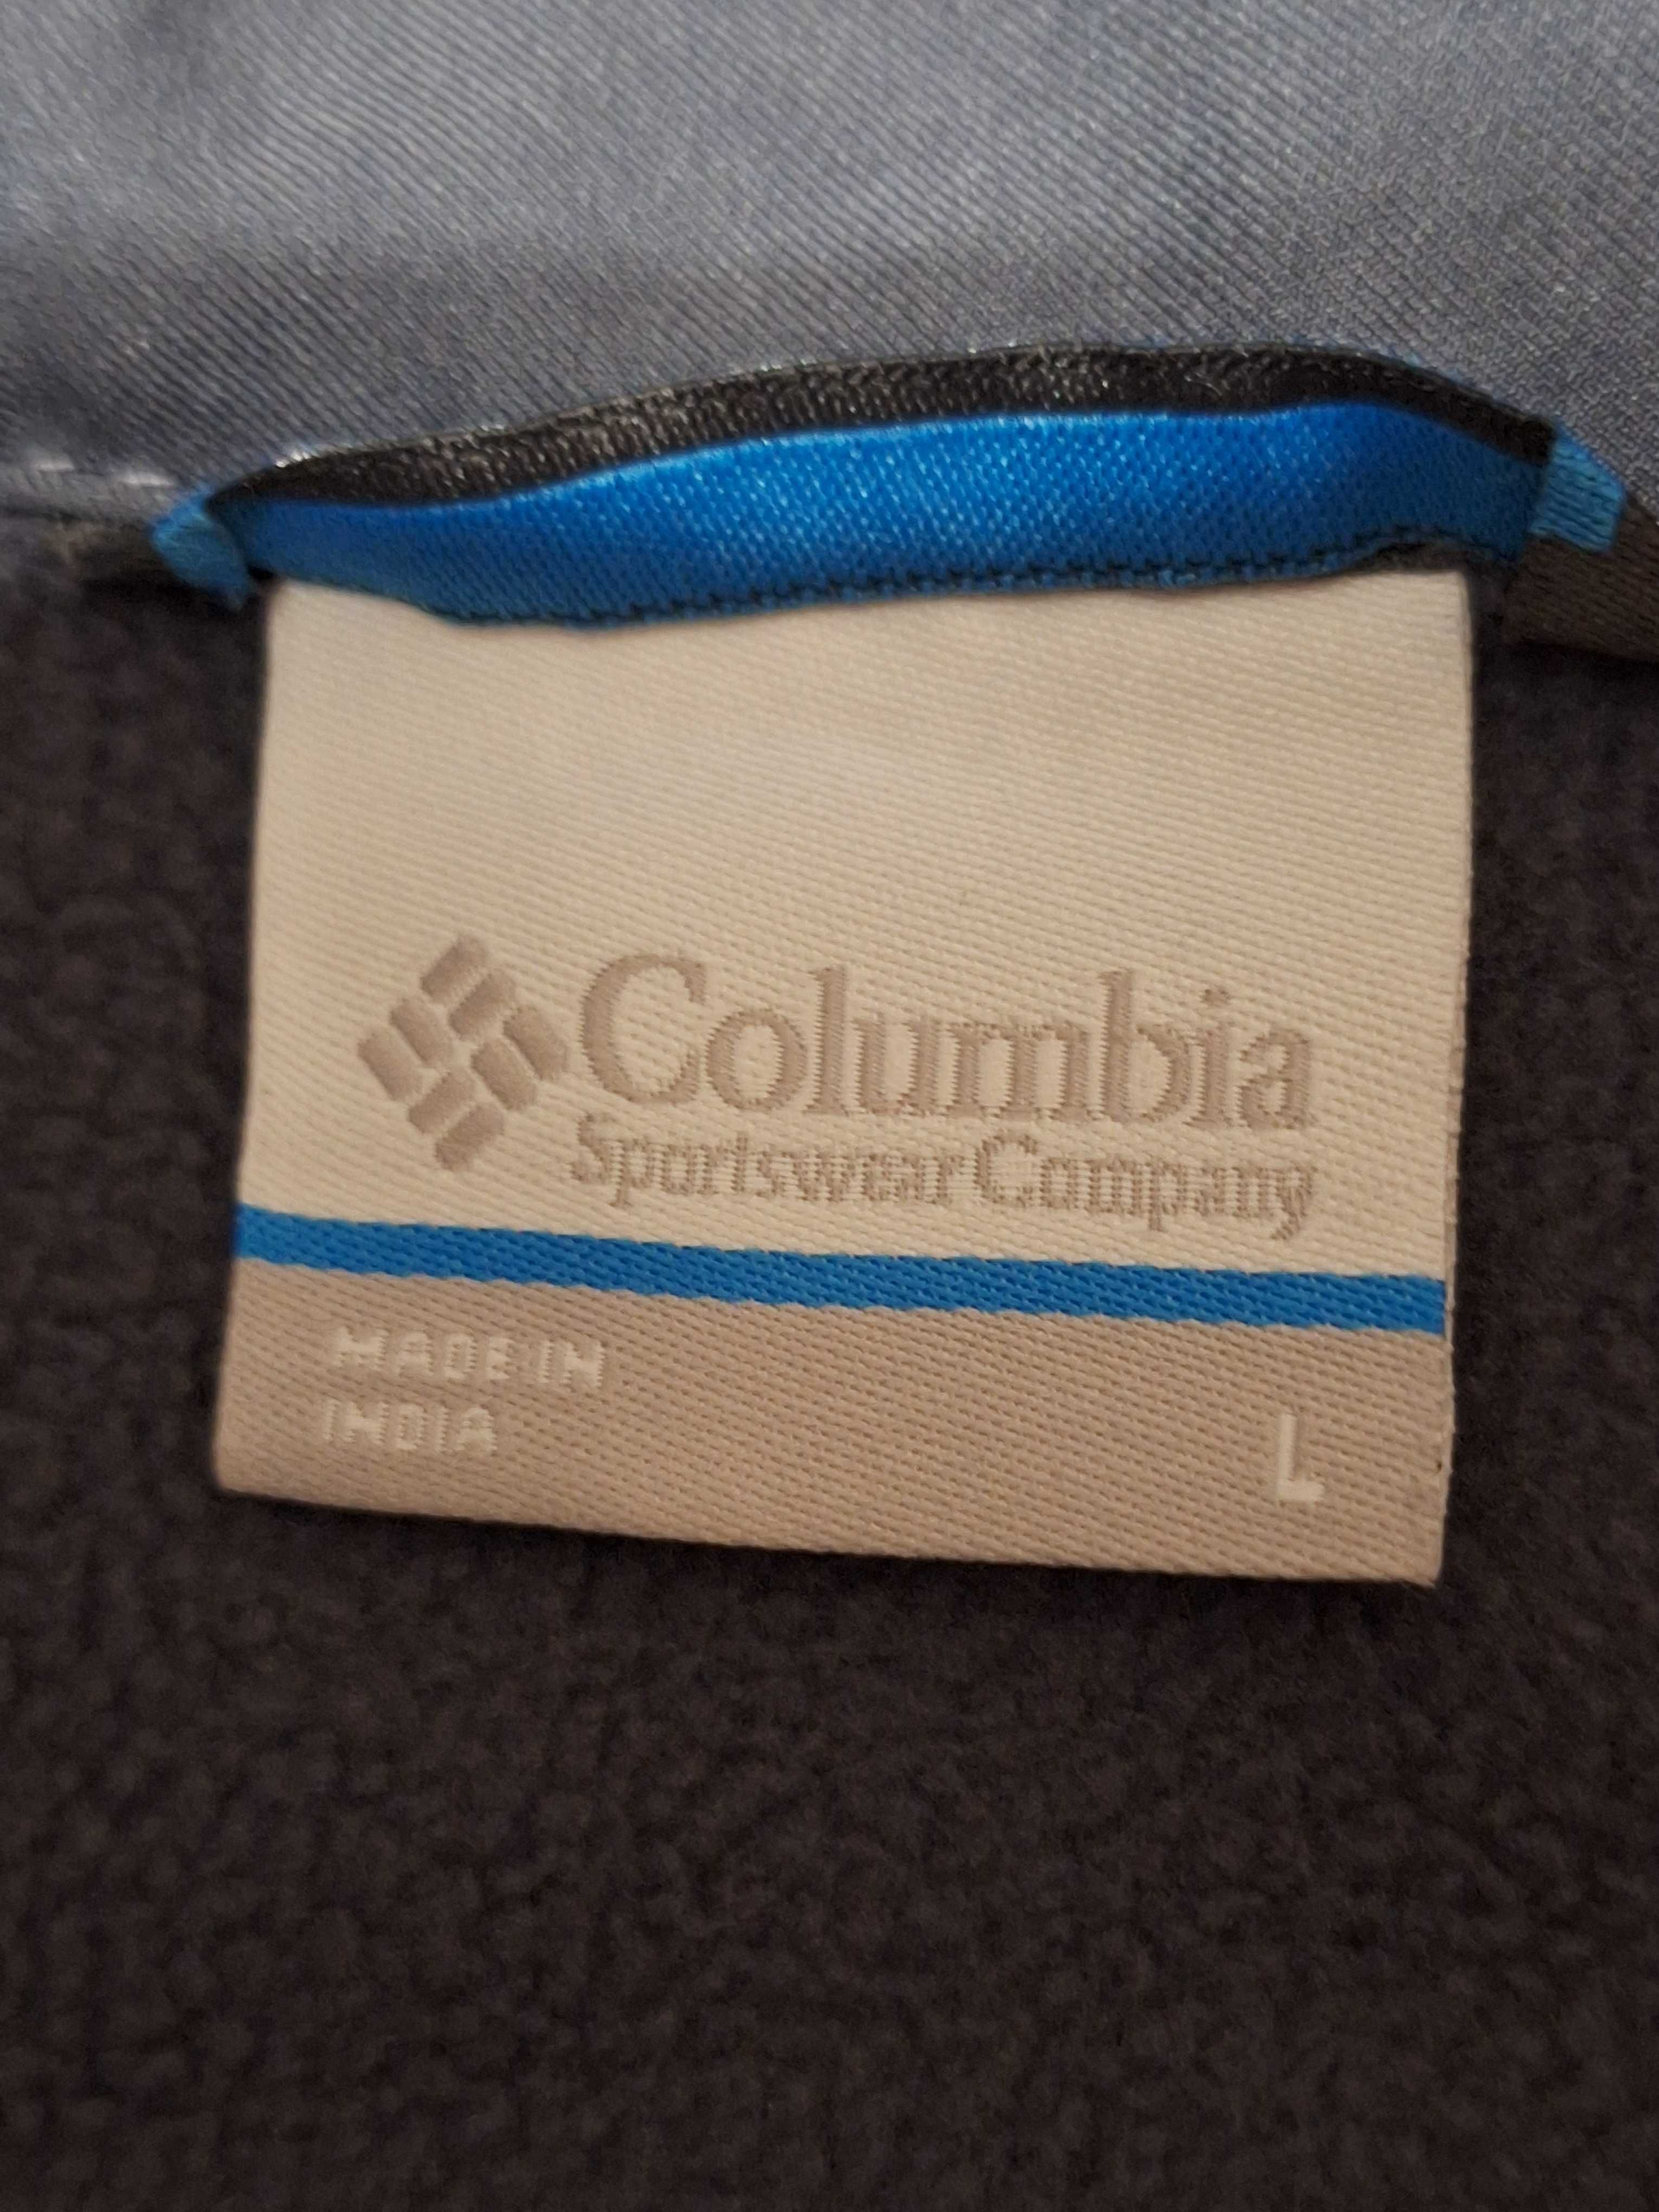 Columbia
Sportswear Company
MADE IN
INDIA
L